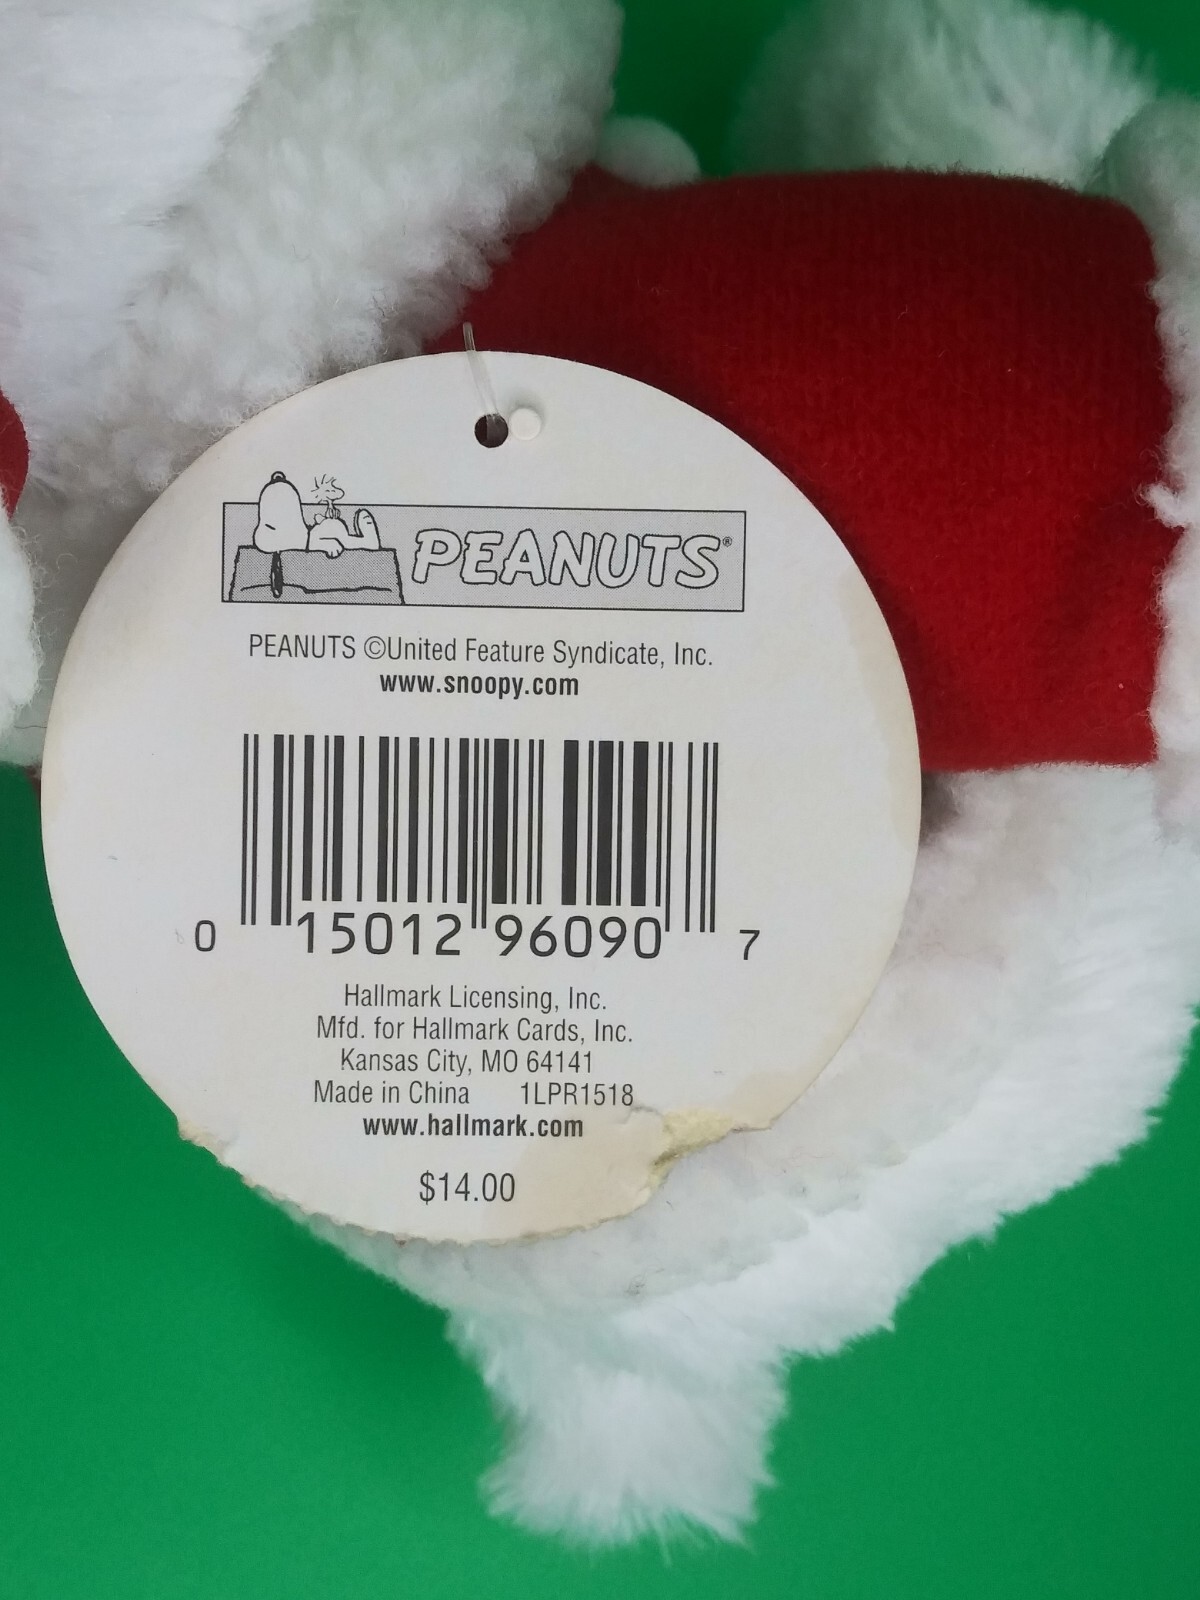 PEANUTS®
PEANUTS ©United Feature Syndicate, Inc.
www.snoopy.com
0 15012 96090 7
Hallmark Licensing, Inc.
Mfd. for Hallmark Cards, Inc.
Kansas City, MO 64141
Made in China 1LPR1518
www.hallmark.com
$14.00